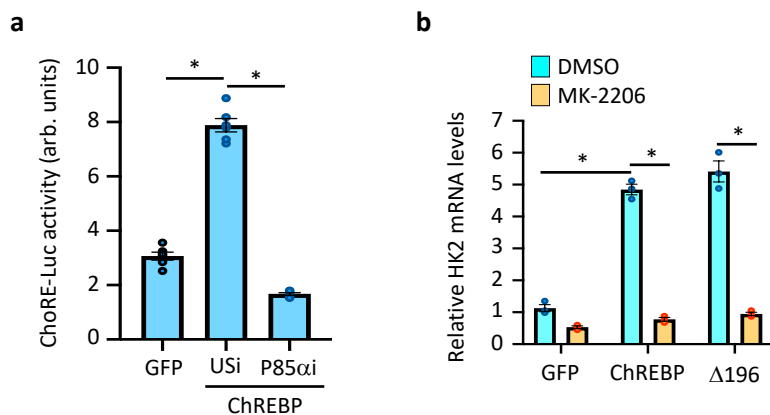 a
ChoRE-Luc activity (arb. units)
10
8
6
4
2
0
*
*
GFP
USi
P85αi
ChREBP
b
DMSO
MK-2206
Relative HK2 mRNA levels
7
6
5
4
3
2
1
0
*
*
*
GFP
ChREBP
Δ196